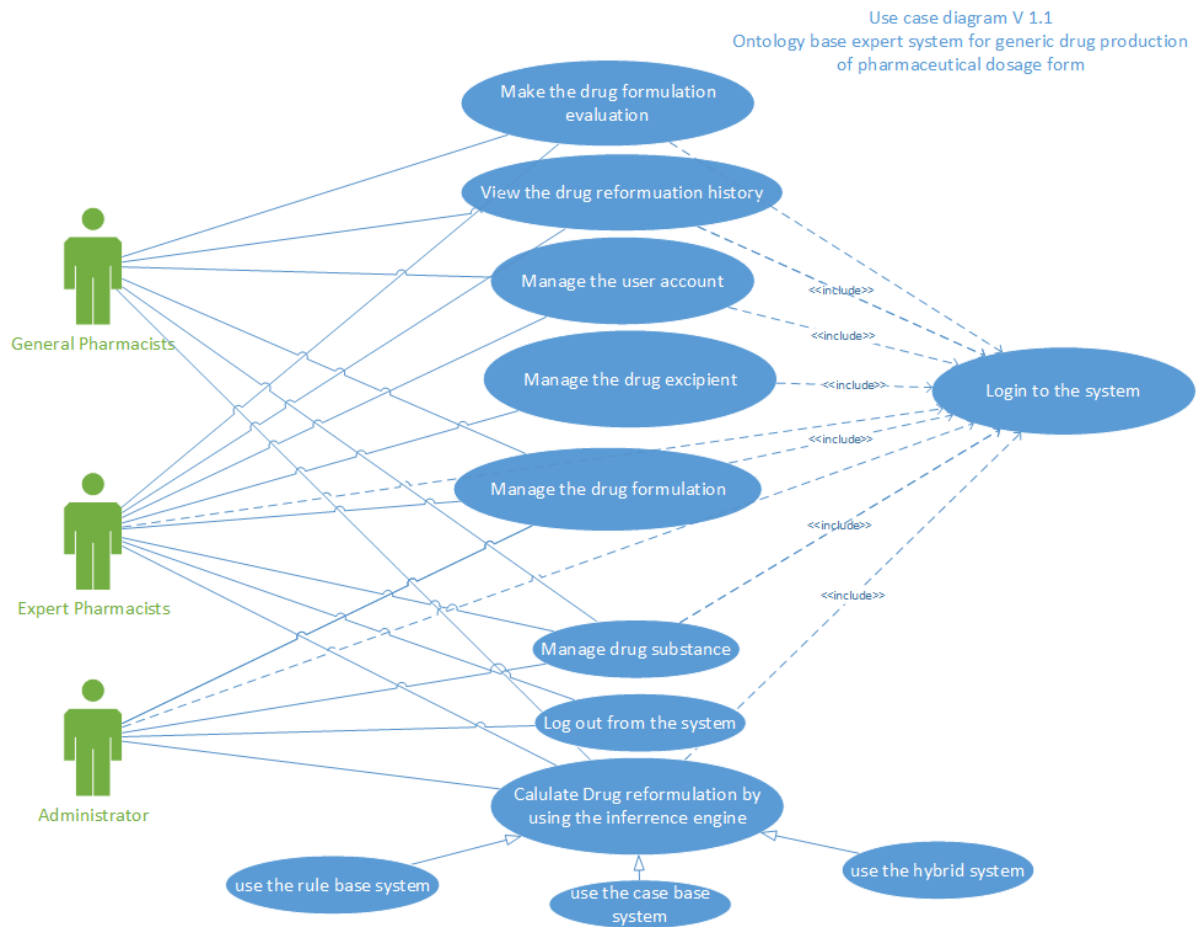 Use case diagram V 1.1
Ontology base expert system for generic drug production
of pharmaceutical dosage form
Make the drug formulation
evaluation
View the drug reformuation history
Manage the user account
<<include>>
<<include>>
General Pharmacists
Manage the drug excipient
<<include>>
Login to the system
<<include>>
Manage the drug formulation
<<include>>
Expert Pharmacists
<<include>>
Manage drug substance
Log out from the system
Administrator
Calulate Drug reformulation by
using the inferrence engine
use the rule base system
use the case base
system
use the hybrid system